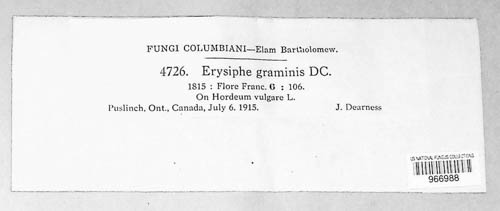 FUNGI COLUMBIANI—Elam Bartholomew.
4726. Erysiphe graminis DC.
1815 : Flore Franc. 6 : 106.
On Hordeum vulgare L.
Puslinch, Ont., Canada, July 6. 1915. J. Dearness
US NATIONAL FUNGUS COLLECTIONS
966988